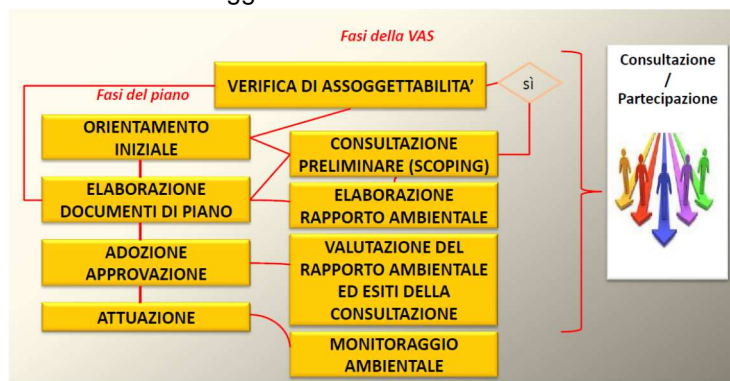 Fasi della VAS
VERIFICA DI ASSOGGETTABILITA’
sì
Fasi del piano
ORIENTAMENTO
INIZIALE
CONSULTAZIONE
PRELIMINARE (SCOPING)
ELABORAZIONE
DOCUMENTI DI PIANO
ELABORAZIONE
RAPPORTO AMBIENTALE
ADOZIONE
APPROVAZIONE
VALUTAZIONE DEL
RAPPORTO AMBIENTALE
ED ESITI DELLA
CONSULTAZIONE
ATTUAZIONE
MONITORAGGIO
AMBIENTALE
Consultazione
/
Partecipazione